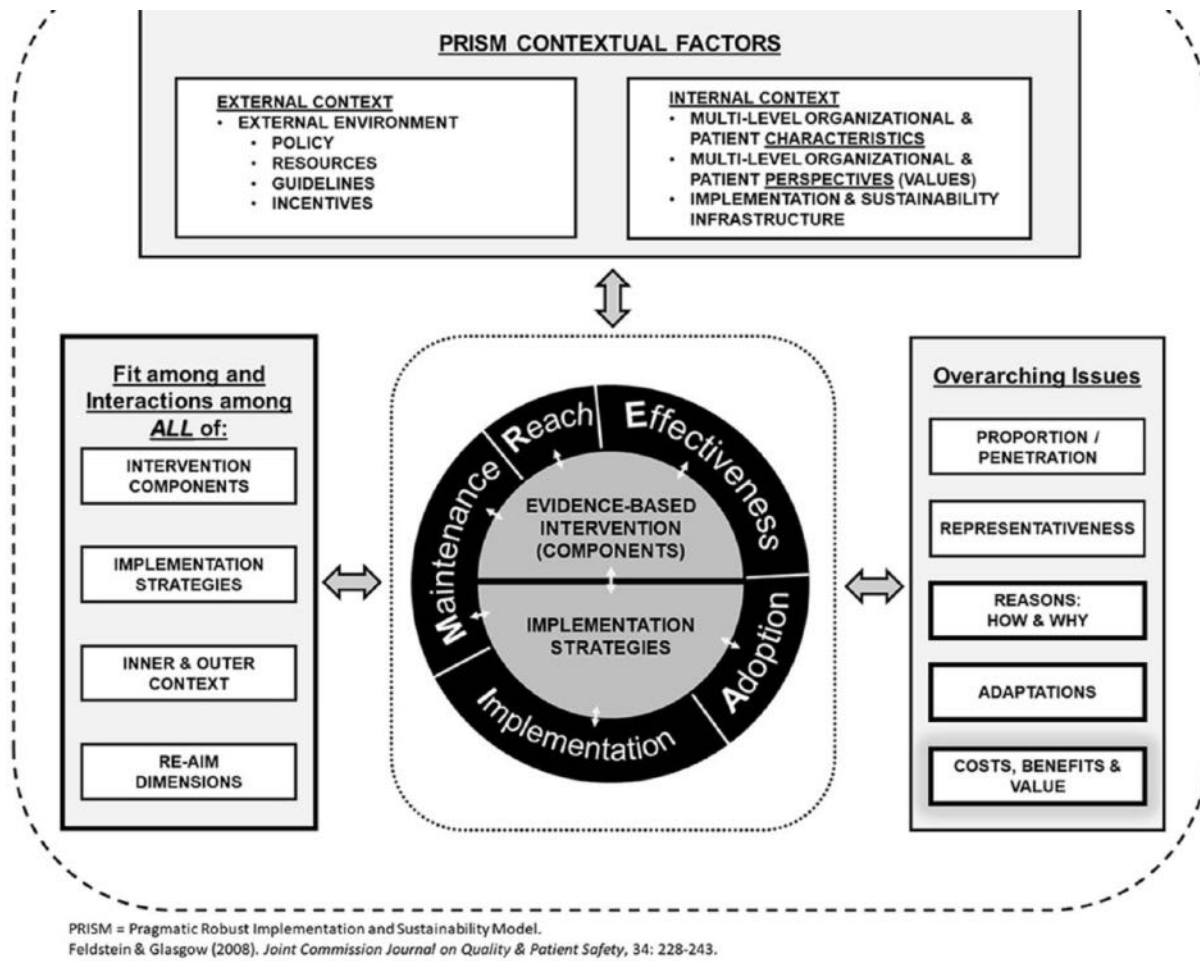 PRISM CONTEXTUAL FACTORS
EXTERNAL CONTEXT
• EXTERNAL ENVIRONMENT
• POLICY
• RESOURCES
• GUIDELINES
• INCENTIVES
INTERNAL CONTEXT
• MULTI-LEVEL ORGANIZATIONAL &
PATIENT CHARACTERISTICS
• MULTI-LEVEL ORGANIZATIONAL &
PATIENT PERSPECTIVES (VALUES)
• IMPLEMENTATION & SUSTAINABILITY
INFRASTRUCTURE
Fit among and
Interactions among
ALL of:
INTERVENTION
COMPONENTS
IMPLEMENTATION
STRATEGIES
INNER & OUTER
CONTEXT
RE-AIM
DIMENSIONS
Reach
Effectiveness
Adoption
Implementation
Maintenance
EVIDENCE-BASED
INTERVENTION
(COMPONENTS)
IMPLEMENTATION
STRATEGIES
Overarching Issues
PROPORTION /
PENETRATION
REPRESENTATIVENESS
REASONS:
HOW & WHY
ADAPTATIONS
COSTS, BENEFITS &
VALUE
PRISM = Pragmatic Robust Implementation and Sustainability Model.
Feldstein & Glasgow (2008). Joint Commission Journal on Quality & Patient Safety, 34: 228-243.